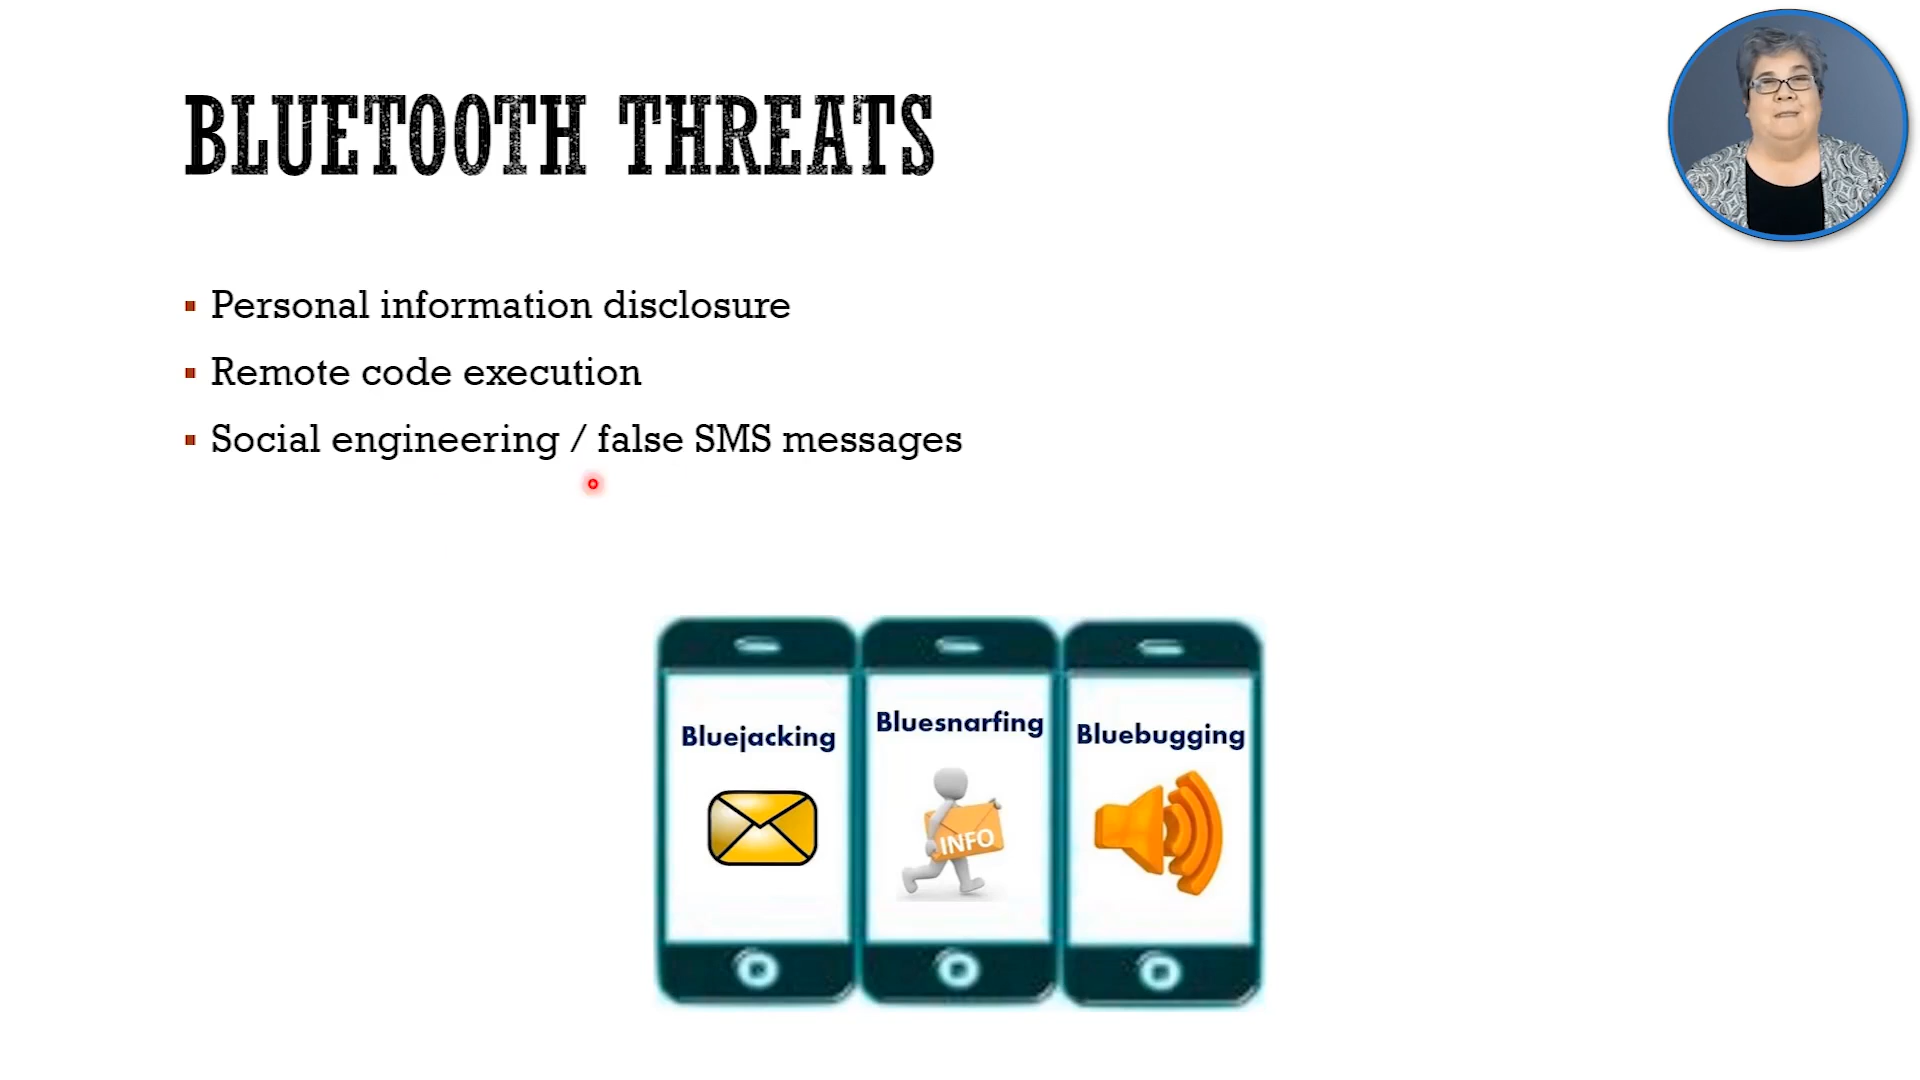 BLUETOOTH THREATS
Personal information disclosure
Remote code execution
Social engineering / false SMS messages
Bluejacking
Bluesnarfing
Bluebugging
INFO